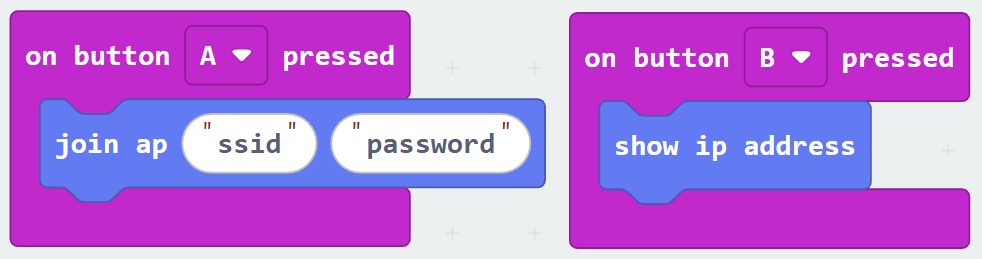 on button A pressed
join ap "ssid" "password"
on button B pressed
show ip address